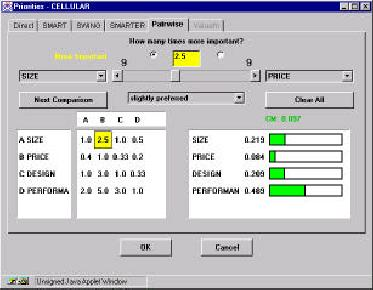 Priorities - CELLULAR
Direct SMART SWING SMARTER Pairwise Valuefn
How many times more important?
More Important
9 2.5 9
SIZE PRICE
Next Comparison slightly preferred Clear All
CM: 0.037
A B C D
A SIZE 1.0 2.5 1.0 0.5
B PRICE 0.4 1.0 0.33 0.2
C DESIGN 1.0 3.0 1.0 0.33
D PERFORMA 2.0 5.0 3.0 1.0
SIZE 0.219
PRICE 0.084
DESIGN 0.209
PERFORMAN 0.489
OK Cancel
Unsigned Java Applet Window